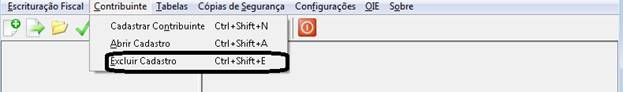 Escrituração Fiscal Contribuinte Tabelas Cópias de Segurança Configurações OIE Sobre
Cadastrar Contribuinte Ctrl+Shift+N
Abrir Cadastro Ctrl+Shift+A
Excluir Cadastro Ctrl+Shift+E